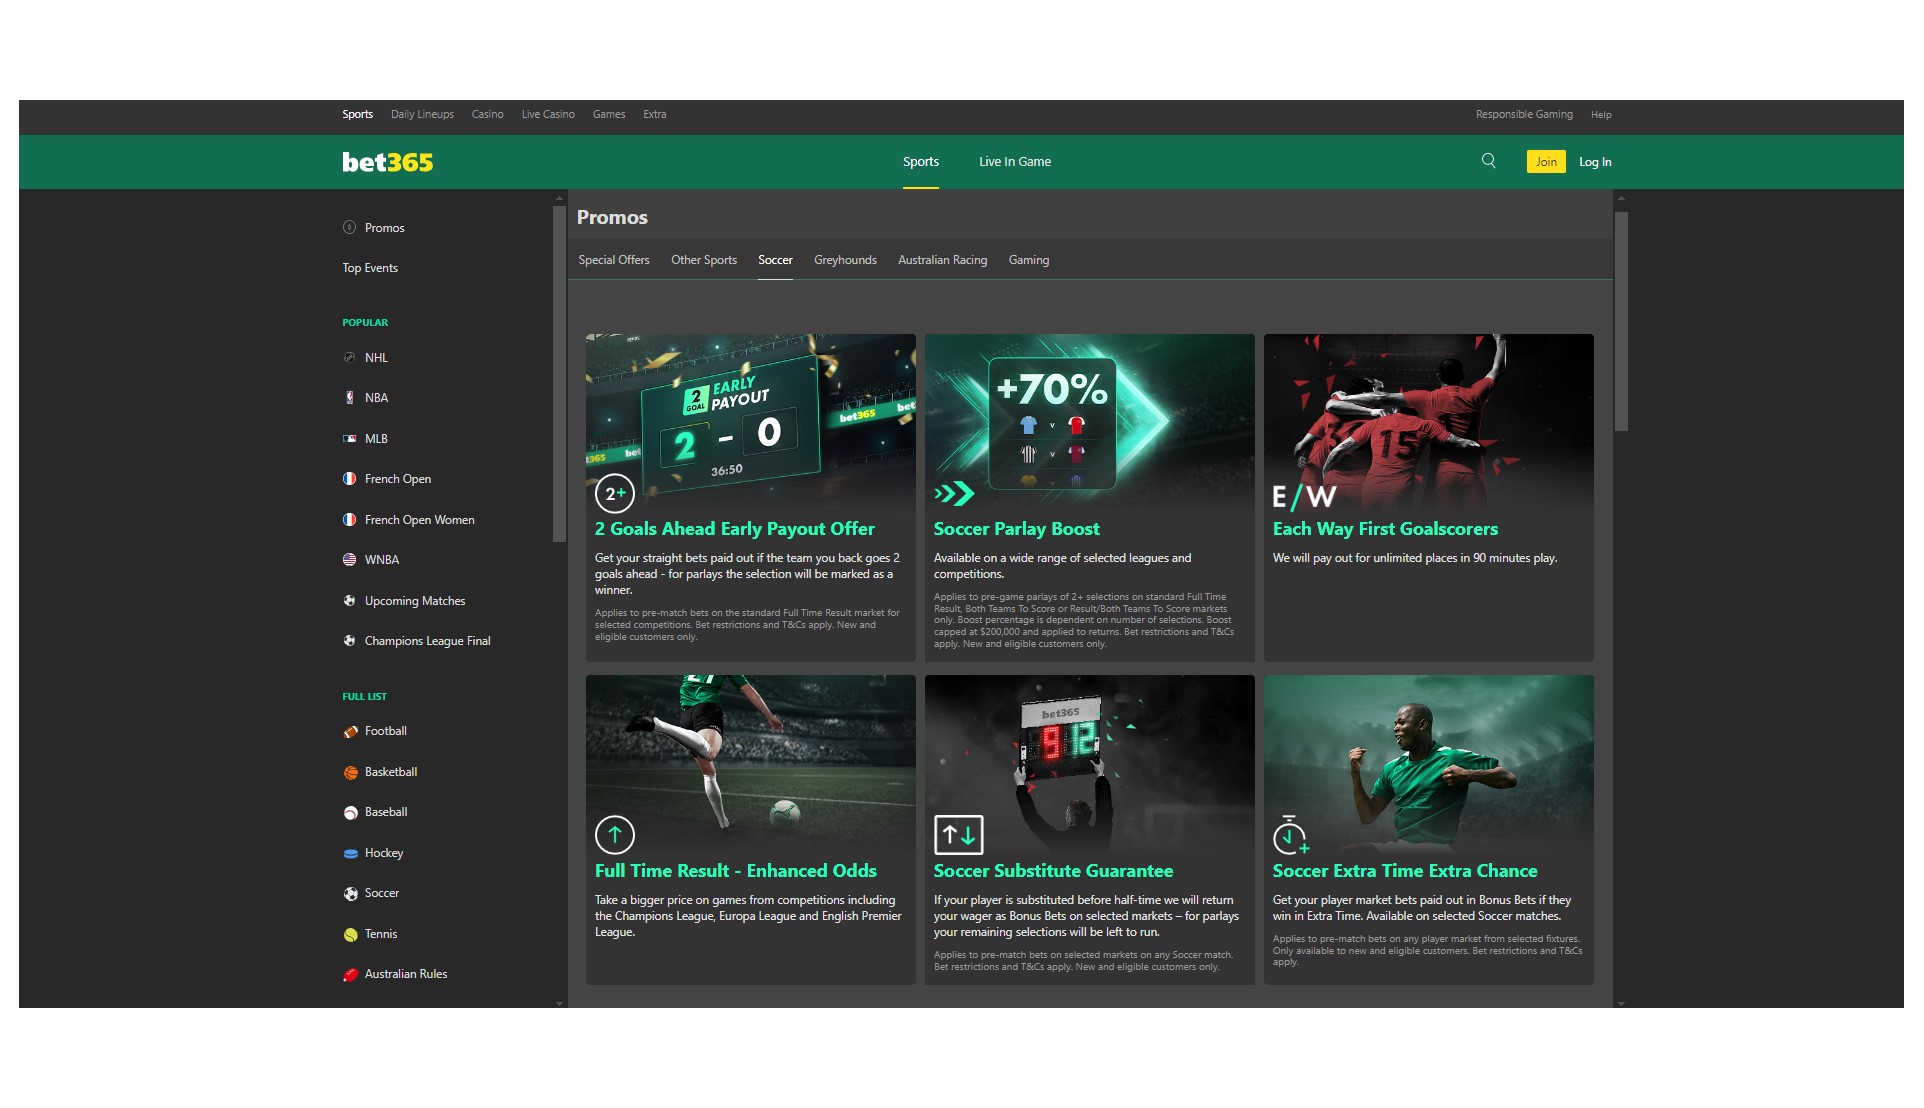 Sports Daily Lineups Casino Live Casino Games Extra Responsible Gaming Help
bet365 Sports Live In Game Join Log In
Promos
Top Events
POPULAR
NHL
NBA
MLB
French Open
French Open Women
WNBA
Upcoming Matches
Champions League Final
FULL LIST
Football
Basketball
Baseball
Hockey
Soccer
Tennis
Australian Rules
Promos
Special Offers Other Sports Soccer Greyhounds Australian Racing Gaming
2 GOAL EARLY
PAYOUT
bet365 bet
2 - 0
365 bet
36:50
2+
2 Goals Ahead Early Payout Offer
Get your straight bets paid out if the team you back goes 2
goals ahead - for parlays the selection will be marked as a
winner.
Applies to pre-match bets on the standard Full Time Result market for
selected competitions. Bet restrictions and T&Cs apply. New and
eligible customers only.
+70%
v
v
v
Soccer Parlay Boost
Available on a wide range of selected leagues and
competitions.
Applies to pre-game parlays of 2+ selections on standard Full Time
Result, Both Teams To Score or Result/Both Teams To Score markets
only. Boost percentage is dependent on number of selections. Boost
capped at $200,000 and applied to returns. Bet restrictions and T&Cs
apply. New and eligible customers only.
15
E/W
Each Way First Goalscorers
We will pay out for unlimited places in 90 minutes play.
21
Full Time Result - Enhanced Odds
Take a bigger price on games from competitions including
the Champions League, Europa League and English Premier
League.
bet365
9 12
Soccer Substitute Guarantee
If your player is substituted before half-time we will return
your wager as Bonus Bets on selected markets – for parlays
your remaining selections will be left to run.
Applies to pre-match bets on selected markets on any Soccer match.
Bet restrictions and T&Cs apply. New and eligible customers only.
Soccer Extra Time Extra Chance
Get your player market bets paid out in Bonus Bets if they
win in Extra Time. Available on selected Soccer matches.
Applies to pre-match bets on any player market from selected fixtures.
Only available to new and eligible customers. Bet restrictions and T&Cs
apply.